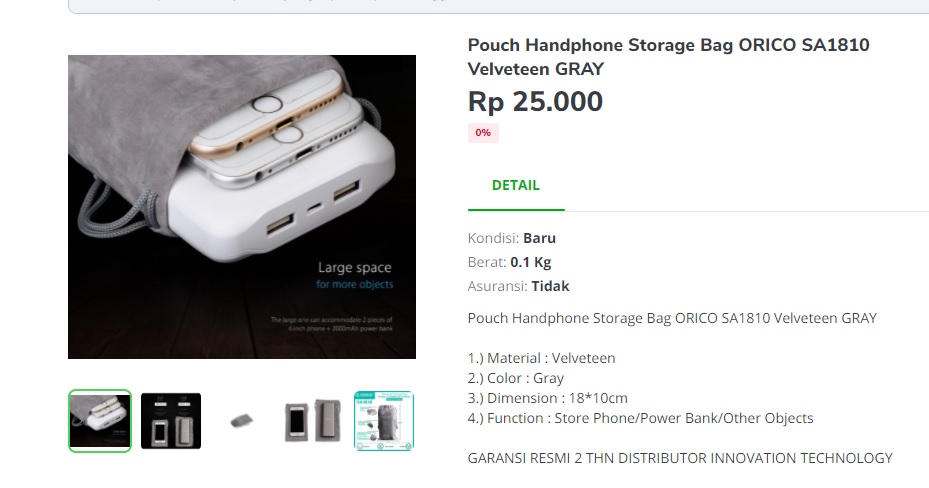 Pouch Handphone Storage Bag ORICO SA1810
Velveteen GRAY
Rp 25.000
0%
DETAIL
Kondisi: Baru
Berat: 0.1 Kg
Asuransi: Tidak
Pouch Handphone Storage Bag ORICO SA1810 Velveteen GRAY
1.) Material : Velveteen
2.) Color : Gray
3.) Dimension : 18*10cm
4.) Function : Store Phone/Power Bank/Other Objects
GARANSI RESMI 2 THN DISTRIBUTOR INNOVATION TECHNOLOGY
Large space
for more objects
The large one can accommodate 2 pieces of
6-inch phone + 2000mAh power bank